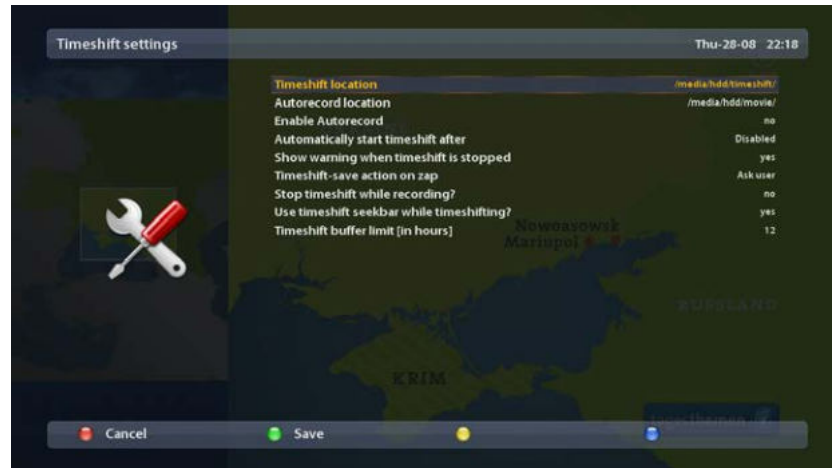 Timeshift settings
Thu-28-08 22:18
Timeshift location /media/hdd/timeshift/
Autorecord location /media/hdd/movie/
Enable Autorecord no
Automatically start timeshift after Disabled
Show warning when timeshift is stopped yes
Timeshift-save action on zap Ask user
Stop timeshift while recording? no
Use timeshift seekbar while timeshifting? yes
Timeshift buffer limit [in hours] 12
Nowoasowsk
Mariupol
RUSSLAND
KRIM
tagesthemen
Cancel
Save